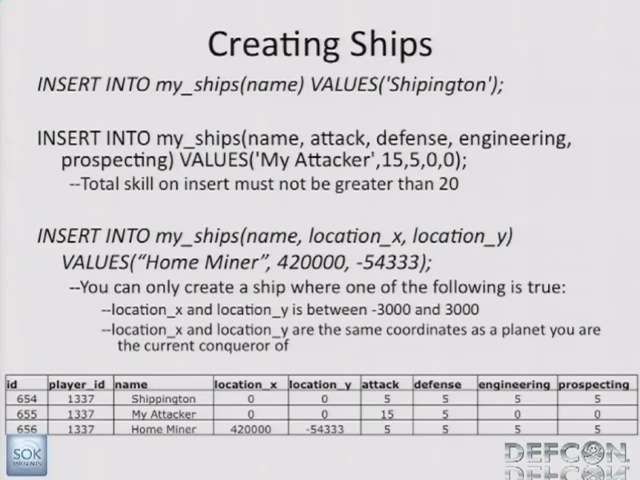 Creating Ships
INSERT INTO my_ships(name) VALUES('Shipington');
INSERT INTO my_ships(name, attack, defense, engineering,
prospecting) VALUES('My Attacker',15,5,0,0);
--Total skill on insert must not be greater than 20
INSERT INTO my_ships(name, location_x, location_y)
VALUES(“Home Miner”, 420000, -54333);
--You can only create a ship where one of the following is true:
--location_x and location_y is between -3000 and 3000
--location_x and location_y are the same coordinates as a planet you are
the current conqueror of
id player_id name location_x location_y attack defense engineering prospecting
654 1337 Shippington 0 0 5 5 5 5
655 1337 My Attacker 0 0 15 5 0 0
656 1337 Home Miner 420000 -54333 5 5 5 5
SOK
PRESENTS
DEFCON